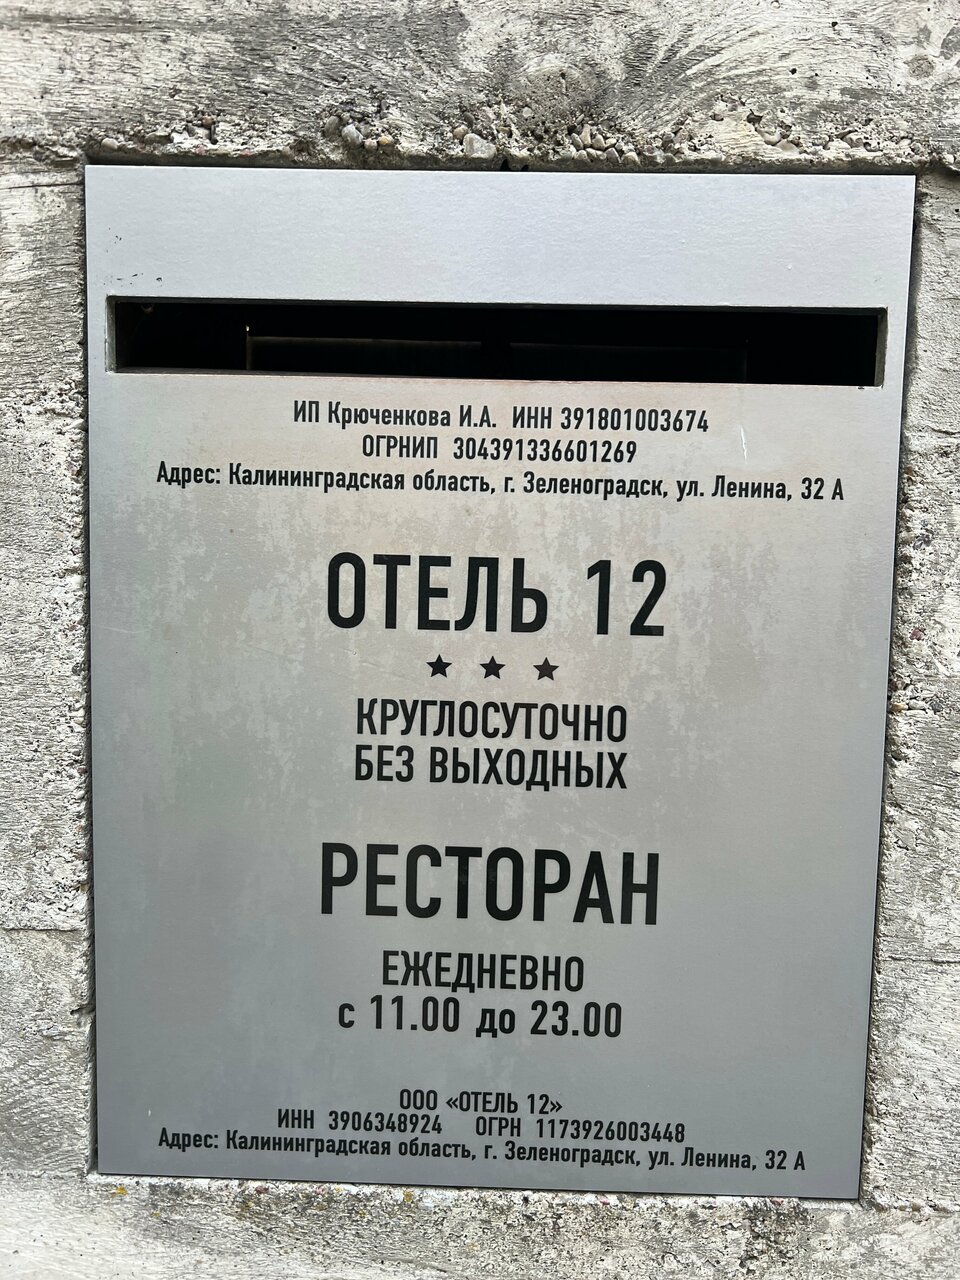 ИП Крюченкова И.А. ИНН 391801003674
ОГРНИП 304391336601269
Адрес: Калининградская область, г. Зеленоградск, ул. Ленина, 32 А
ОТЕЛЬ 12
★ ★ ★
КРУГЛОСУТОЧНО
БЕЗ ВЫХОДНЫХ
РЕСТОРАН
ЕЖЕДНЕВНО
с 11.00 до 23.00
ООО «ОТЕЛЬ 12»
ИНН 3906348924 ОГРН 1173926003448
Адрес: Калининградская область, г. Зеленоградск, ул. Ленина, 32 А